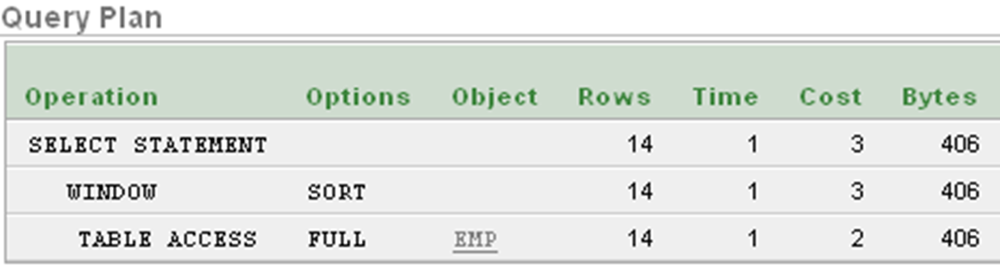 Query Plan
Operation Options Object Rows Time Cost Bytes
SELECT STATEMENT 14 1 3 406
WINDOW SORT 14 1 3 406
TABLE ACCESS FULL EMP 14 1 2 406